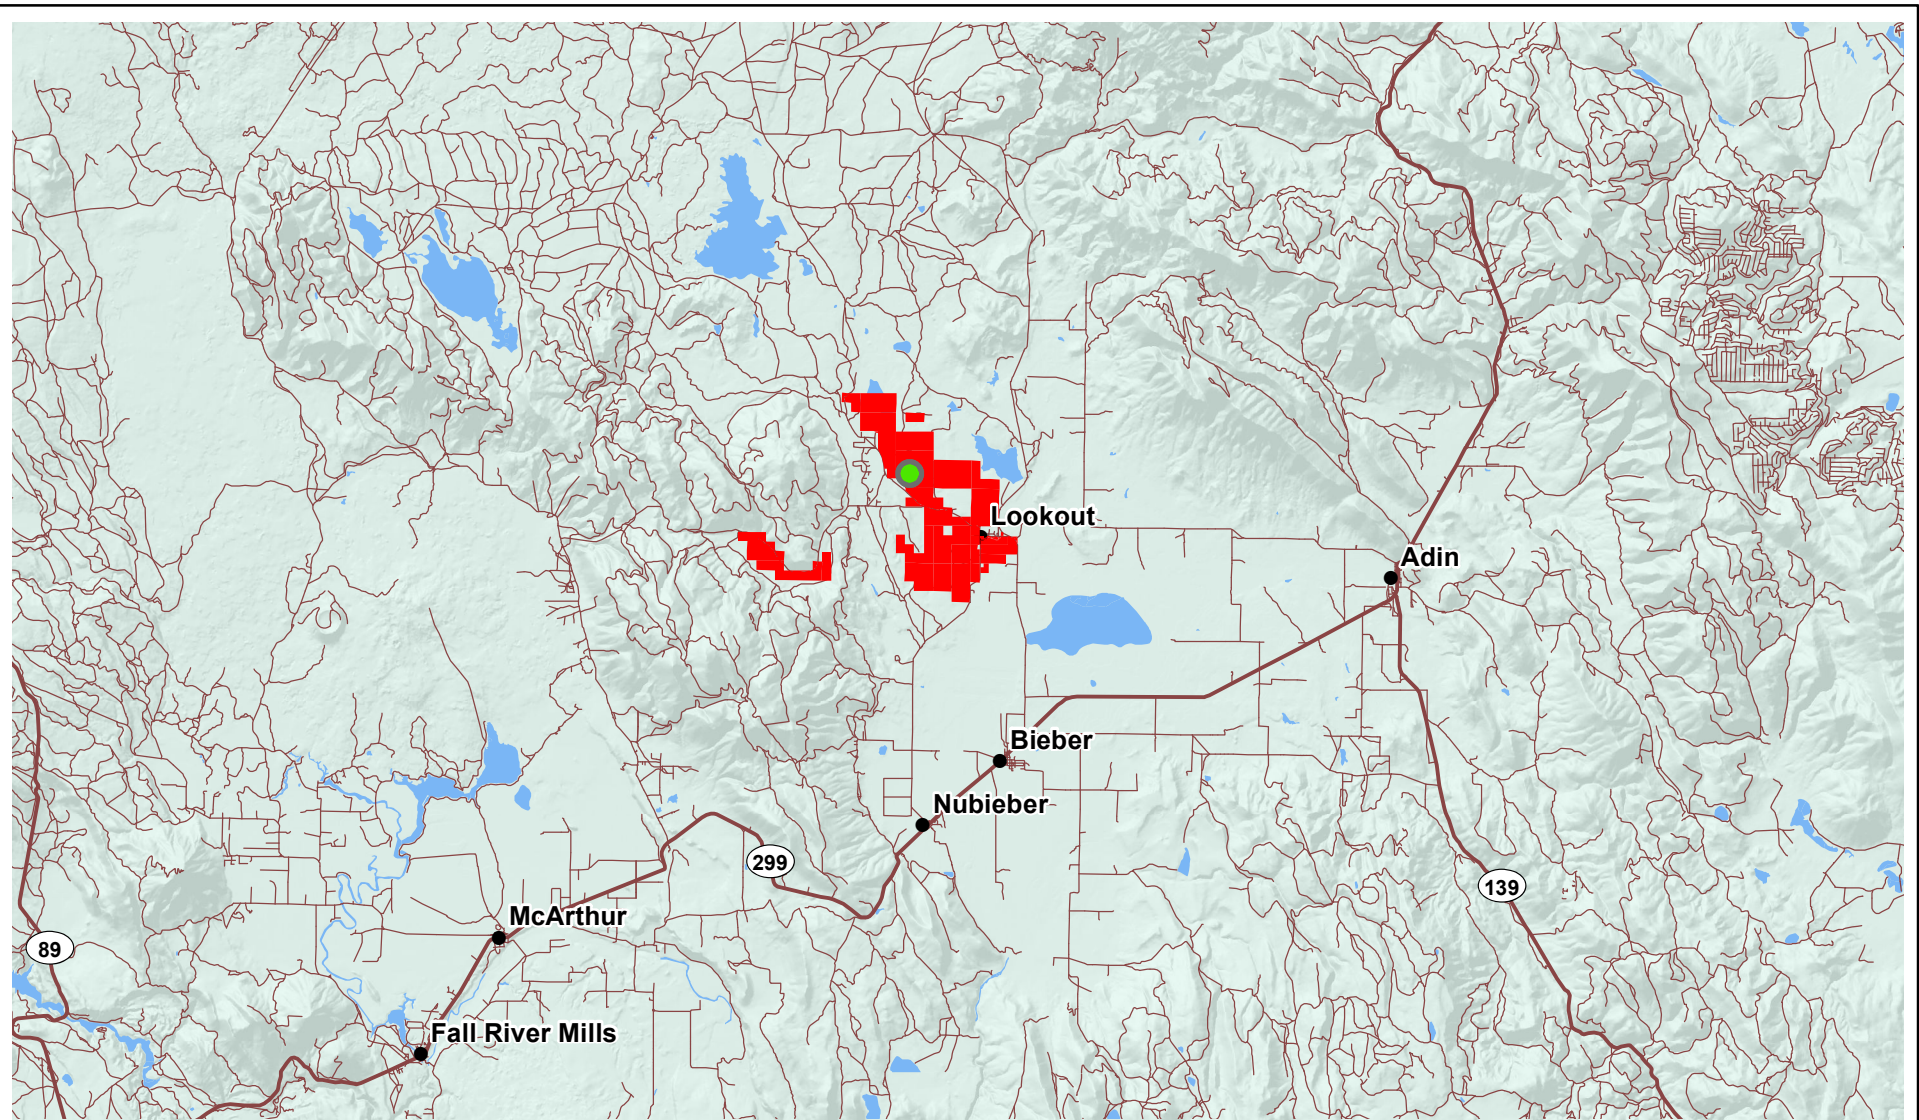 Lookout
Adin
Bieber
Nubieber
299
139
McArthur
89
Fall River Mills